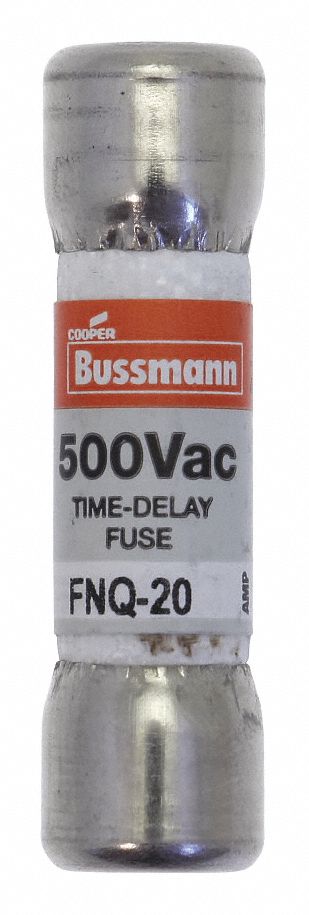 COOPER
Bussmann
500Vac
TIME-DELAY
FUSE
FNQ-20
AMP